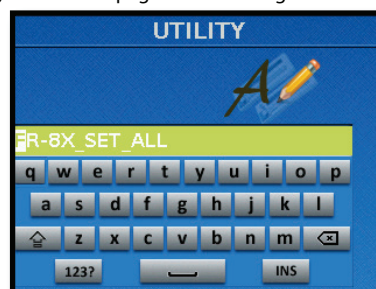 UTILITY
A
FR-8X_SET_ALL
q w e r t y u i o p
a s d f g h j k l
z x c v b n m
123? INS